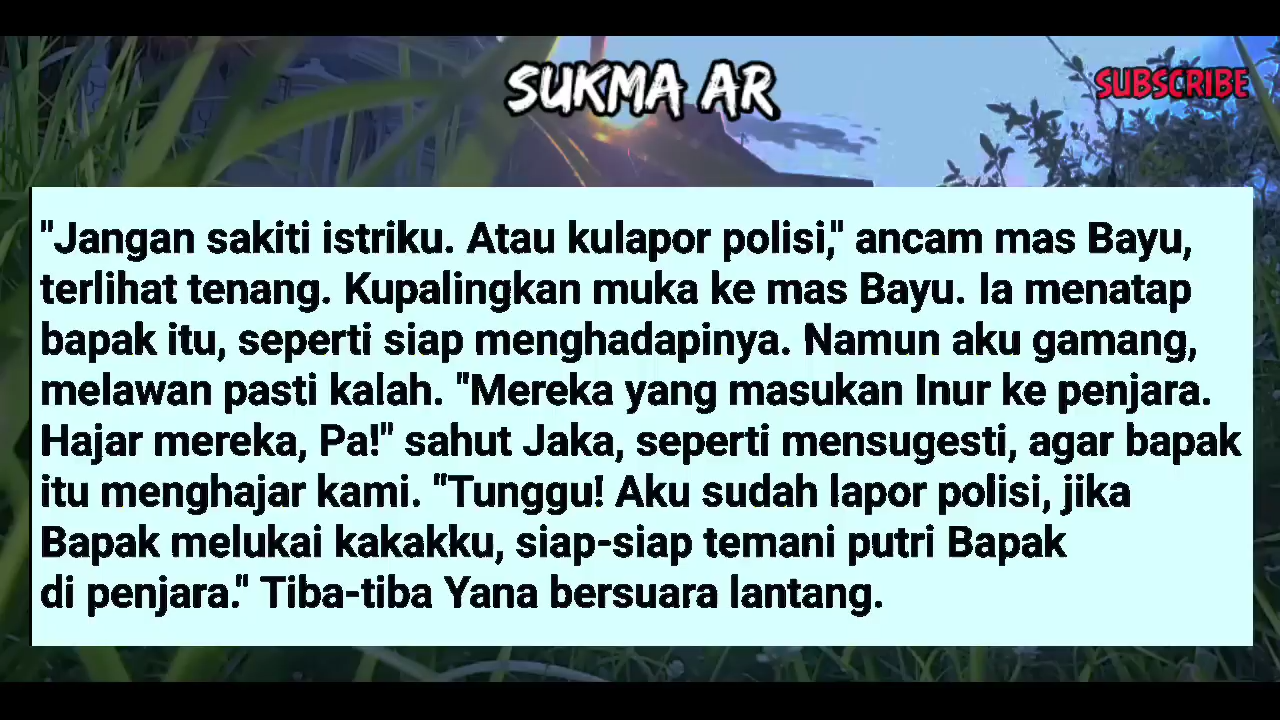 SUKMA AR
SUBSCRIBE
"Jangan sakiti istriku. Atau kulapor polisi," ancam mas Bayu,
terlihat tenang. Kupalingkan muka ke mas Bayu. Ia menatap
bapak itu, seperti siap menghadapinya. Namun aku gamang,
melawan pasti kalah. "Mereka yang masukan Inur ke penjara.
Hajar mereka, Pa!" sahut Jaka, seperti mensugesti, agar bapak
itu menghajar kami. "Tunggu! Aku sudah lapor polisi, jika
Bapak melukai kakakku, siap-siap temani putri Bapak
di penjara." Tiba-tiba Yana bersuara lantang.